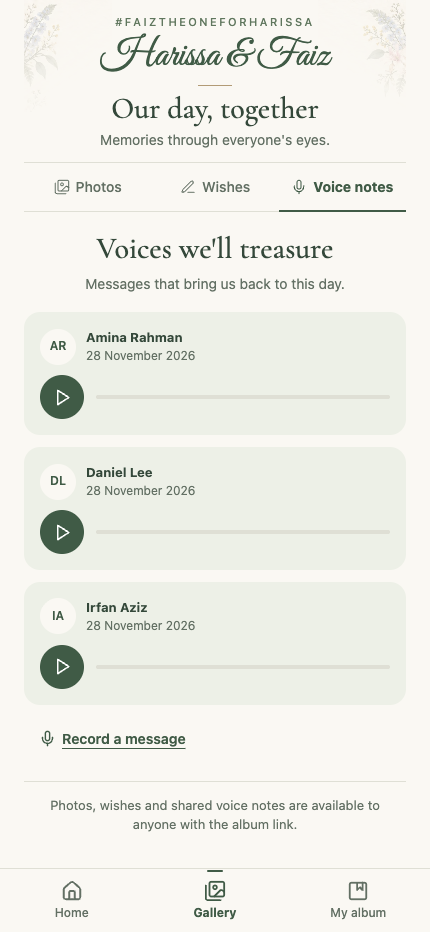 #FAIZTHEONEFORHARISSA
Harissa & Faiz
Our day, together
Memories through everyone's eyes.
Photos
Wishes
Voice notes
Voices we'll treasure
Messages that bring us back to this day.
AR
Amina Rahman
28 November 2026
DL
Daniel Lee
28 November 2026
IA
Irfan Aziz
28 November 2026
Record a message
Photos, wishes and shared voice notes are available to
anyone with the album link.
Home
Gallery
My album